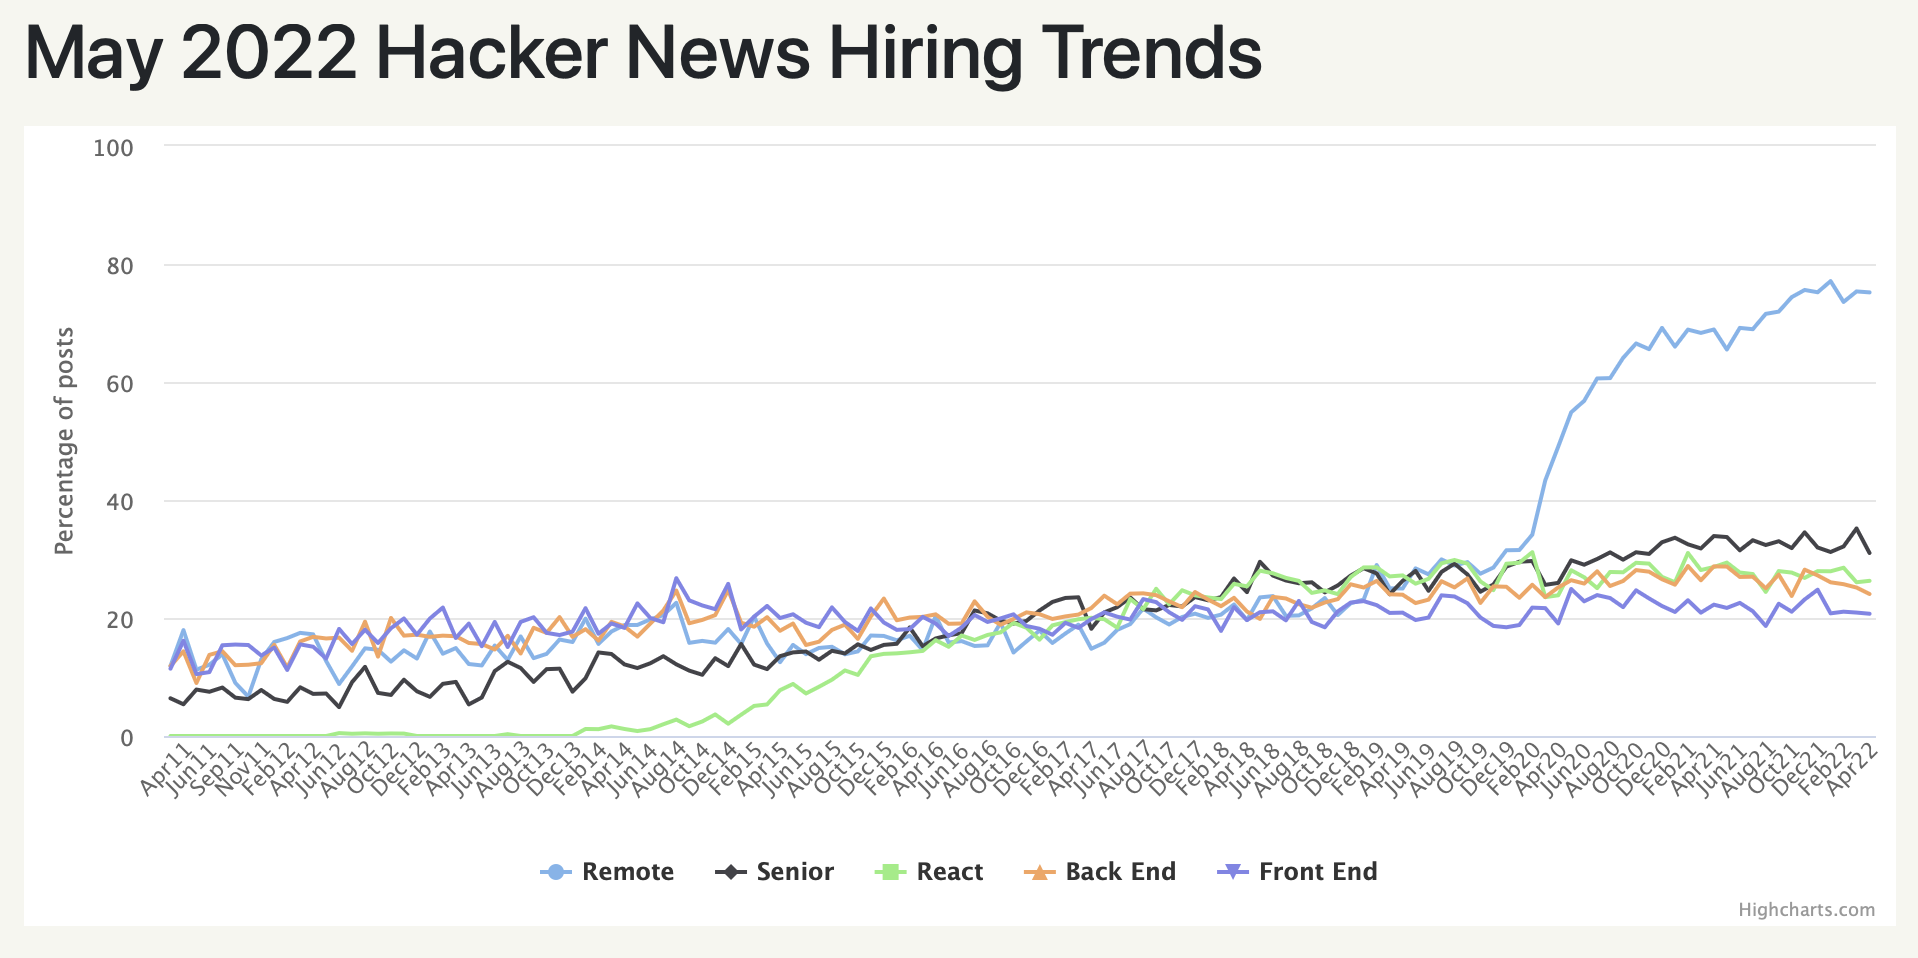 May 2022 Hacker News Hiring Trends
100
80
60
40
20
0
Percentage of posts
Apr11
Jun11
Sep11
Nov11
Feb12
Apr12
Jun12
Aug12
Oct12
Dec12
Feb13
Apr13
Jun13
Aug13
Oct13
Dec13
Feb14
Apr14
Jun14
Aug14
Oct14
Dec14
Feb15
Apr15
Jun15
Aug15
Oct15
Dec15
Feb16
Apr16
Jun16
Aug16
Oct16
Dec16
Feb17
Apr17
Jun17
Aug17
Oct17
Dec17
Feb18
Apr18
Jun18
Aug18
Oct18
Dec18
Feb19
Apr19
Jun19
Aug19
Oct19
Dec19
Feb20
Apr20
Jun20
Aug20
Oct20
Dec20
Feb21
Apr21
Jun21
Aug21
Oct21
Dec21
Feb22
Apr22
Remote Senior React Back End Front End
Highcharts.com